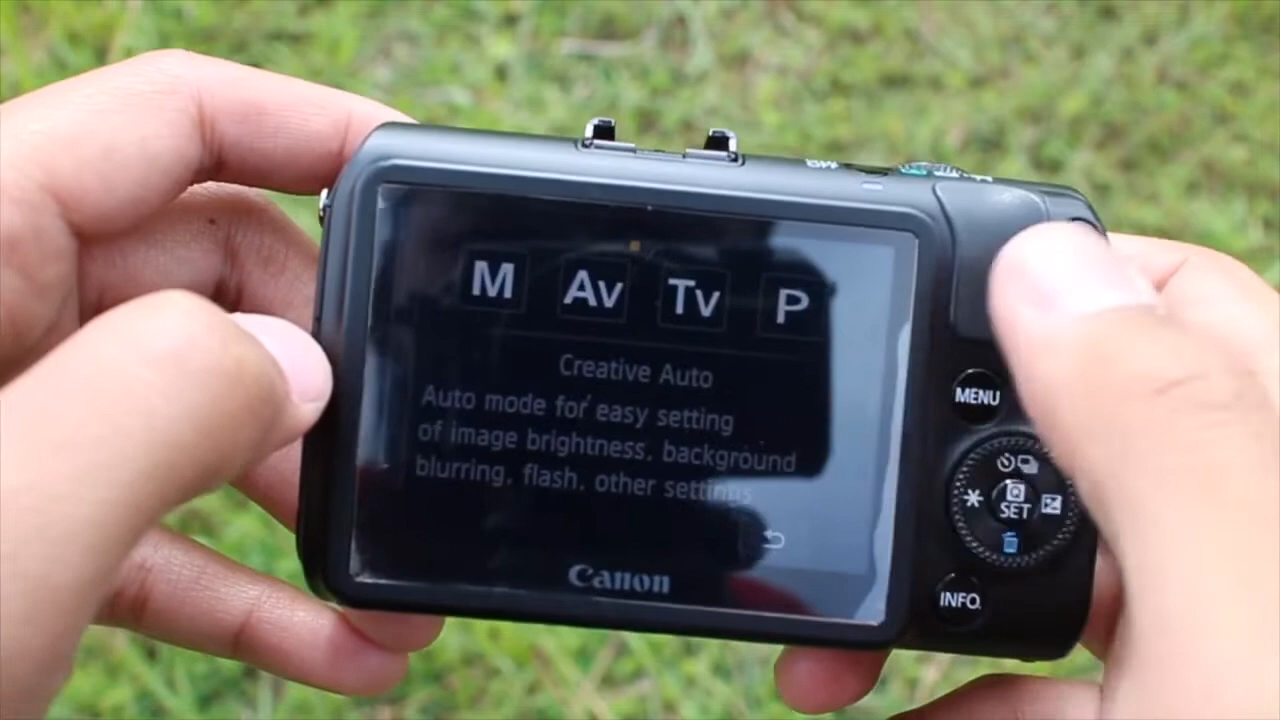 M Av Tv P
Creative Auto
Auto mode for easy setting
of image brightness, background
blurring, flash, other settings
Canon
MENU
Q
SET
INFO.